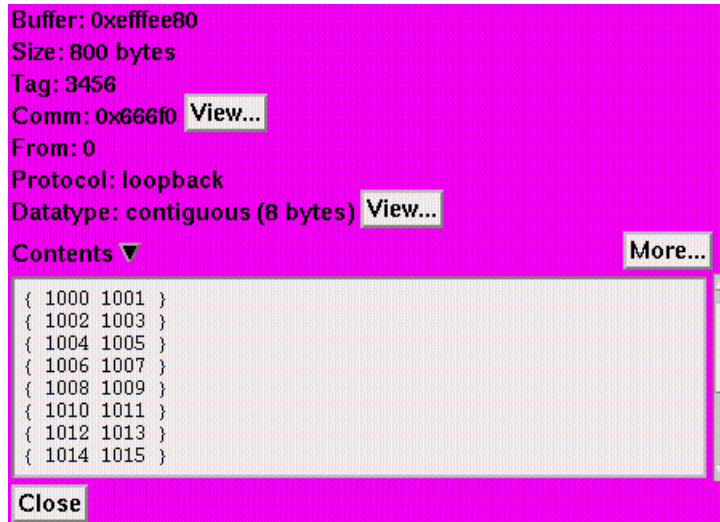 Buffer: 0xefffee80
Size: 800 bytes
Tag: 3456
Comm: 0x666f0 View...
From: 0
Protocol: loopback
Datatype: contiguous (8 bytes) View...
Contents More...
{ 1000 1001 }
{ 1002 1003 }
{ 1004 1005 }
{ 1006 1007 }
{ 1008 1009 }
{ 1010 1011 }
{ 1012 1013 }
{ 1014 1015 }
Close